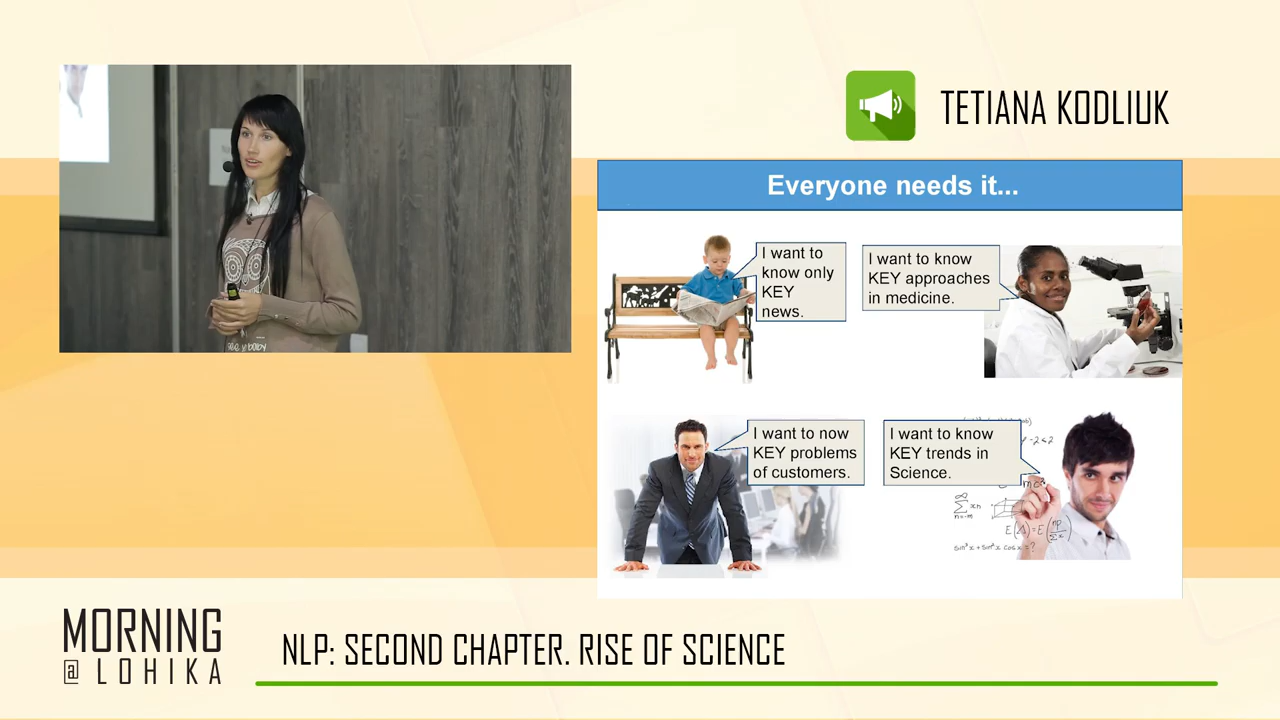 TETIANA KODLIUK
Everyone needs it...
I want to
know only
KEY
news.
I want to know
KEY approaches
in medicine.
I want to now
KEY problems
of customers.
I want to know
KEY trends in
Science.
MORNING
@ LOHIKA
NLP: SECOND CHAPTER. RISE OF SCIENCE